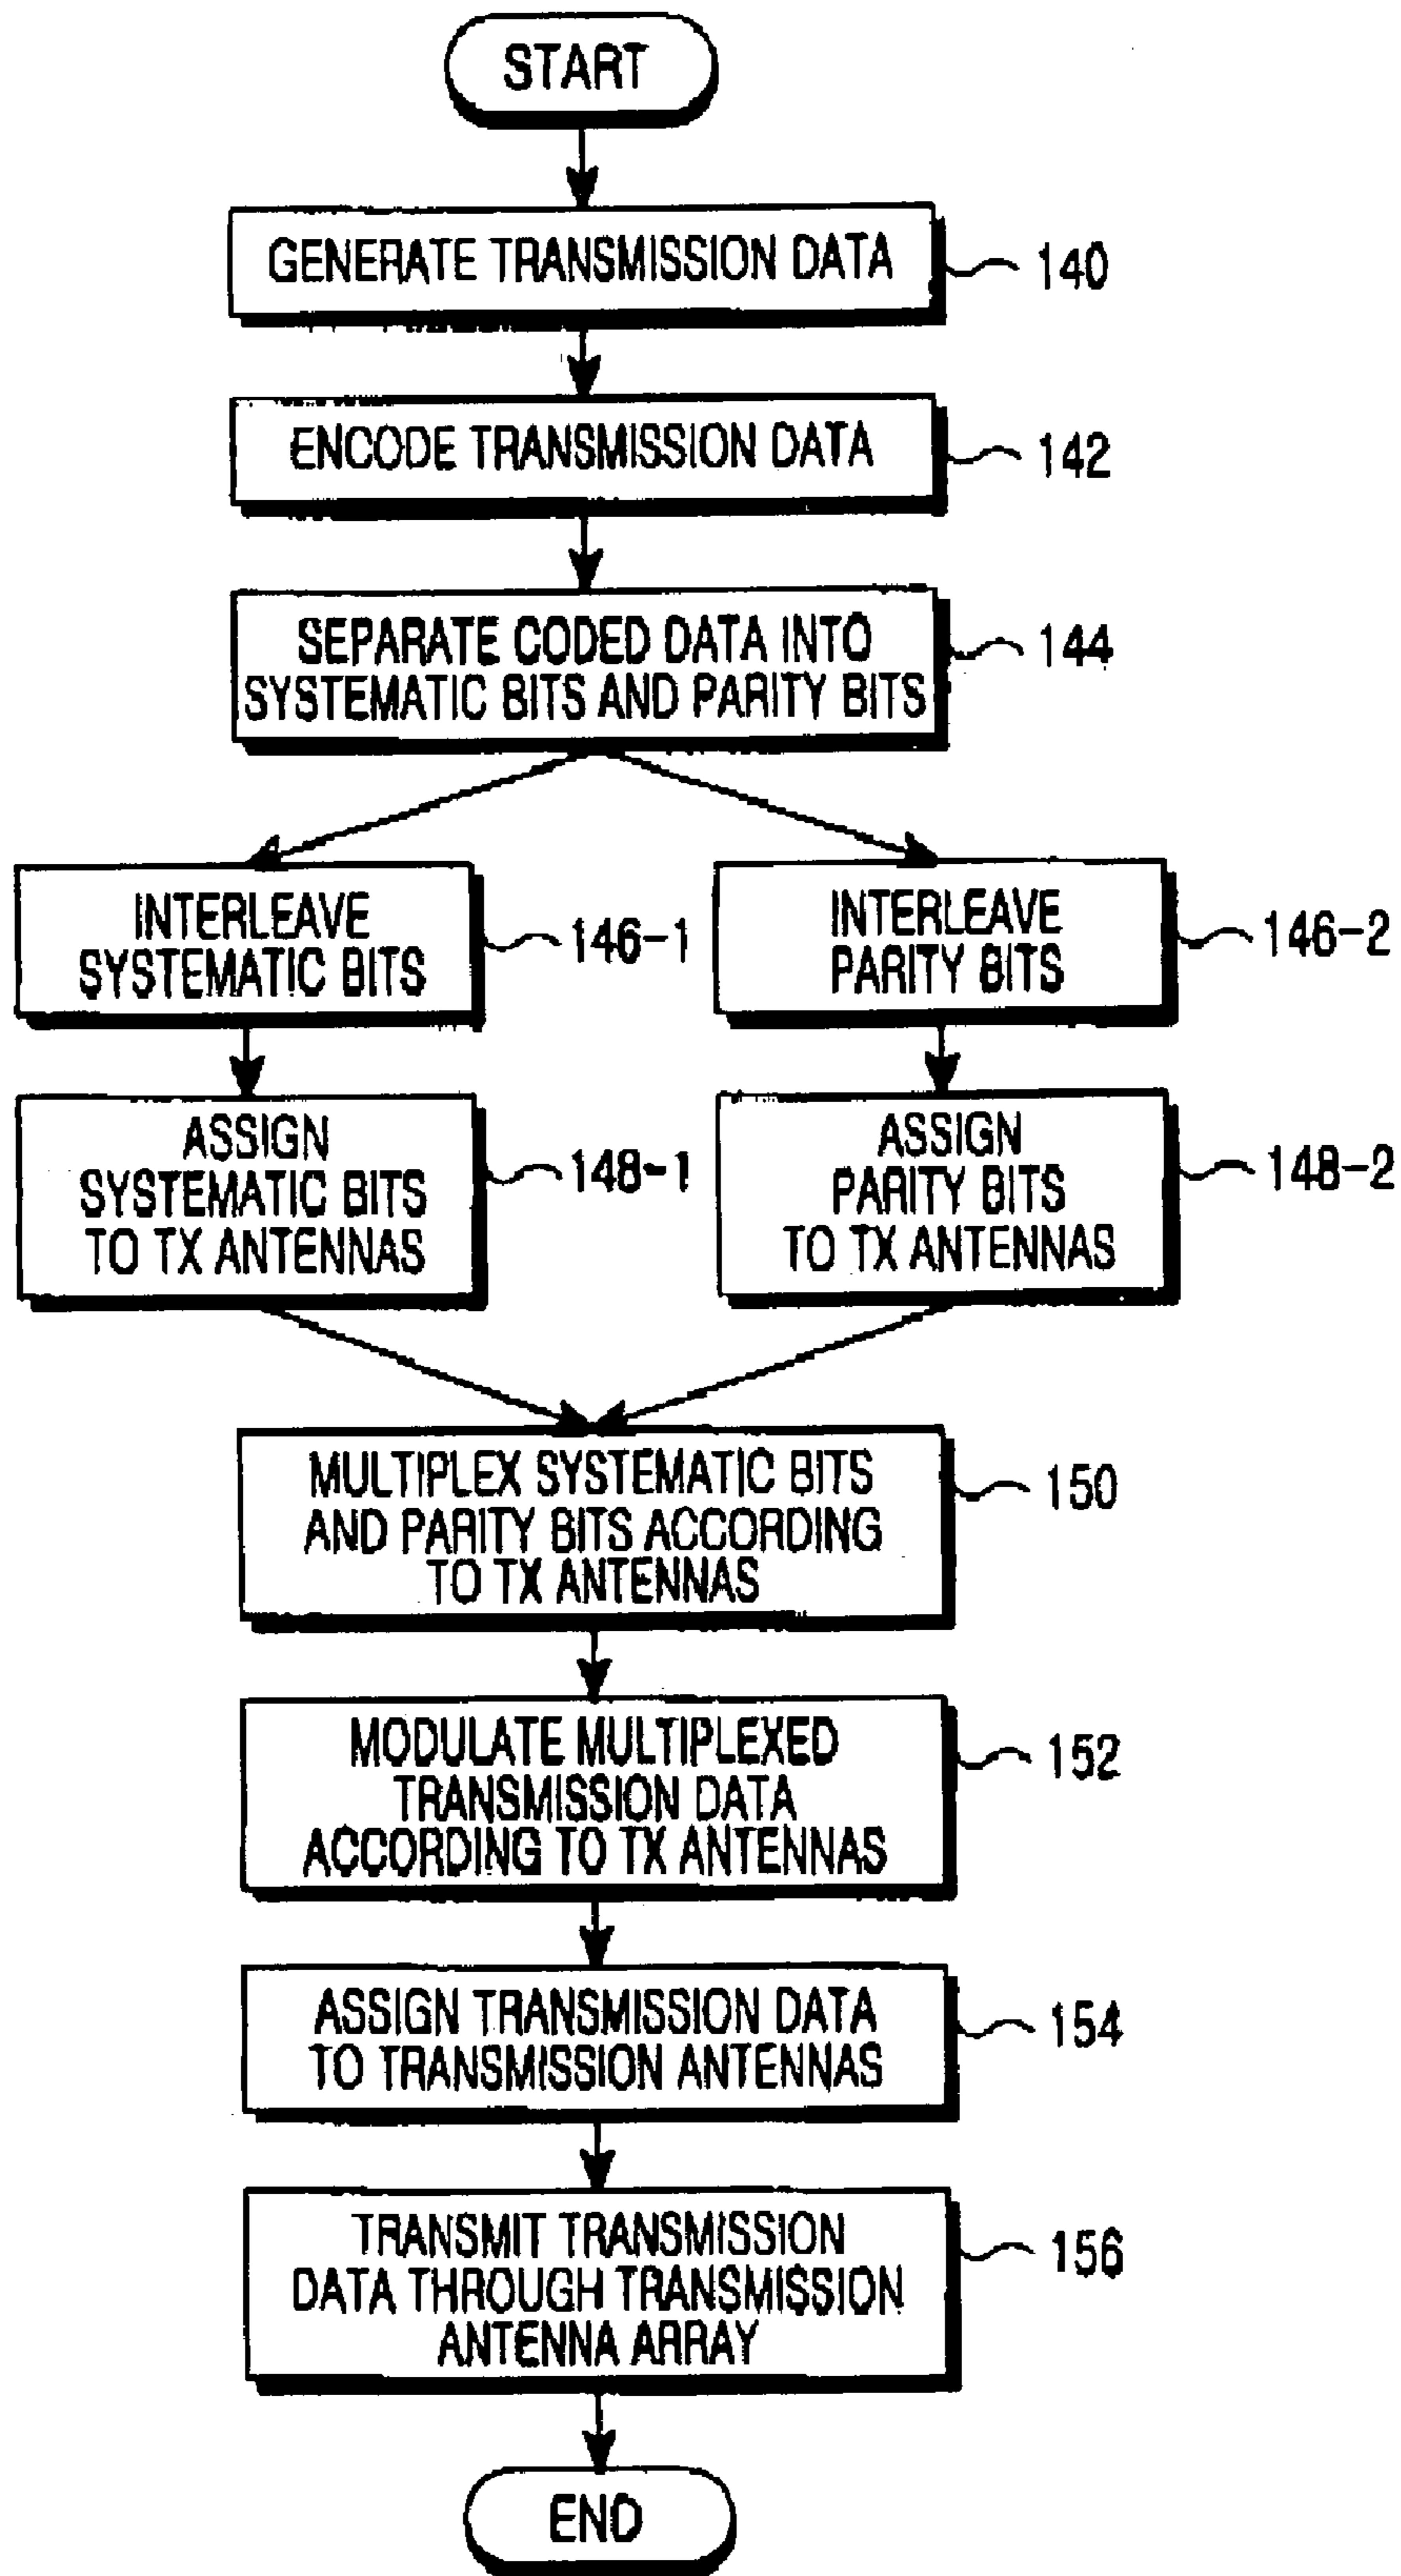 START
GENERATE TRANSMISSION DATA
140
ENCODE TRANSMISSION DATA
142
SEPARATE CODED DATA INTO
SYSTEMATIC BITS AND PARITY BITS
144
INTERLEAVE
SYSTEMATIC BITS
146-1
INTERLEAVE
PARITY BITS
146-2
ASSIGN
SYSTEMATIC BITS
TO TX ANTENNAS
148-1
ASSIGN
PARITY BITS
TO TX ANTENNAS
148-2
MULTIPLEX SYSTEMATIC BITS
AND PARITY BITS ACCORDING
TO TX ANTENNAS
150
MODULATE MULTIPLEXED
TRANSMISSION DATA
ACCORDING TO TX ANTENNAS
152
ASSIGN TRANSMISSION DATA
TO TRANSMISSION ANTENNAS
154
TRANSMIT TRANSMISSION
DATA THROUGH TRANSMISSION
ANTENNA ARRAY
156
END